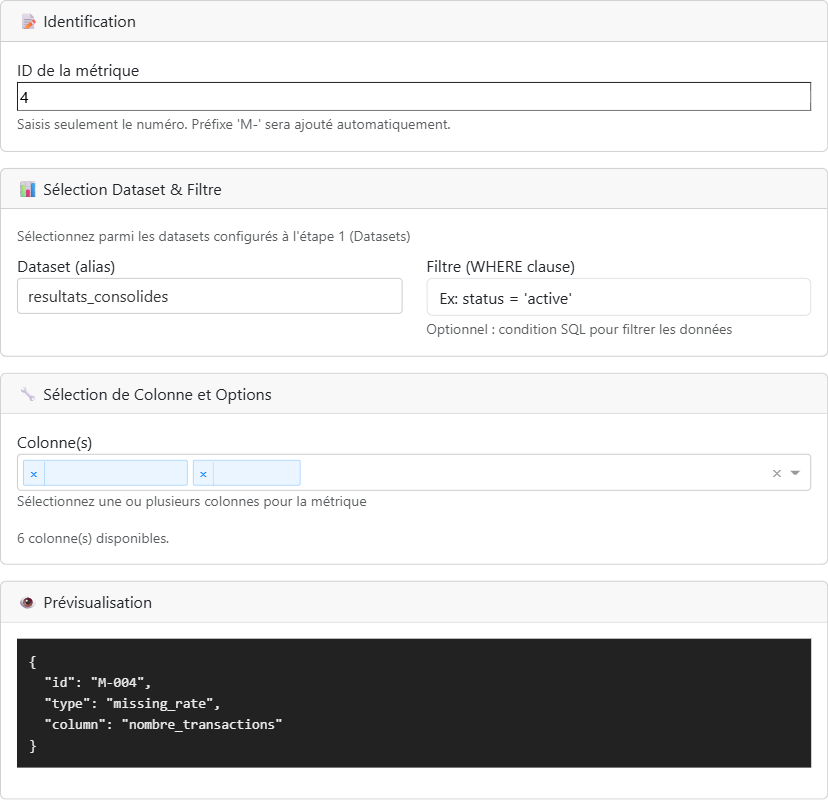 Identification
ID de la métrique
4
Saisis seulement le numéro. Préfixe 'M-' sera ajouté automatiquement.
Sélection Dataset & Filtre
Sélectionnez parmi les datasets configurés à l'étape 1 (Datasets)
Dataset (alias)
Filtre (WHERE clause)
resultats_consolides
Ex: status = 'active'
Optionnel : condition SQL pour filtrer les données
Sélection de Colonne et Options
Colonne(s)
× × × 
Sélectionnez une ou plusieurs colonnes pour la métrique
6 colonne(s) disponibles.
Prévisualisation
{
"id": "M-004",
"type": "missing_rate",
"column": "nombre_transactions"
}